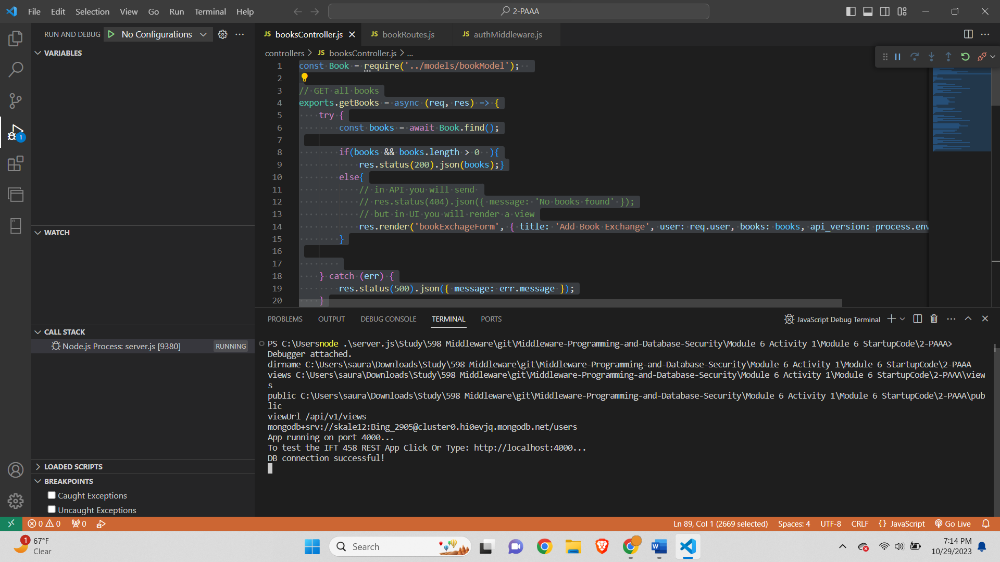 File Edit Selection View Go Run Terminal Help
2-PAAA
RUN AND DEBUG
No Configurations
VARIABLES
WATCH
CALL STACK
Node.js Process: server.js [9380]
RUNNING
LOADED SCRIPTS
BREAKPOINTS
Caught Exceptions
Uncaught Exceptions
JS booksController.js
JS bookRoutes.js
JS authMiddleware.js
controllers > JS booksController.js > ...
1 const Book = require('../models/bookModel');
2
3 // GET all books
4 exports.getBooks = async (req, res) => {
5 try {
6 const books = await Book.find();
7
8 if(books && books.length > 0 ){
9 res.status(200).json(books);}
10 else{
11 // in API you will send
12 // res.status(404).json({ message: 'No books found' });
13 // but in UI you will render a view
14 res.render('bookExchageForm', { title: 'Add Book Exchange', user: req.user, books: books, api_version: process.env
15 }
16
17
18 } catch (err) {
19 res.status(500).json({ message: err.message });
20 }
PROBLEMS OUTPUT DEBUG CONSOLE TERMINAL PORTS
JavaScript Debug Terminal
PS C:\Usersnode .\server.js\Study\598 Middleware\git\Middleware-Programming-and-Database-Security\Module 6 Activity 1\Module 6 StartupCode\2-PAAA>
Debugger attached.
dirname C:\Users\saura\Downloads\Study\598 Middleware\git\Middleware-Programming-and-Database-Security\Module 6 Activity 1\Module 6 StartupCode\2-PAAA
views C:\Users\saura\Downloads\Study\598 Middleware\git\Middleware-Programming-and-Database-Security\Module 6 Activity 1\Module 6 StartupCode\2-PAAA\view
s
public C:\Users\saura\Downloads\Study\598 Middleware\git\Middleware-Programming-and-Database-Security\Module 6 Activity 1\Module 6 StartupCode\2-PAAA\pub
lic
viewUrl /api/v1/views
mongodb+srv://skale12:Bing_2905@cluster0.hi0evjq.mongodb.net/users
App running on port 4000...
To test the IFT 458 REST App Click Or Type: http://localhost:4000...
DB connection successful!
1
0 0 0
Ln 89, Col 1 (2669 selected) Spaces: 4 UTF-8 CRLF {} JavaScript Go Live
1
67°F
Clear
Search
7:14 PM
10/29/2023